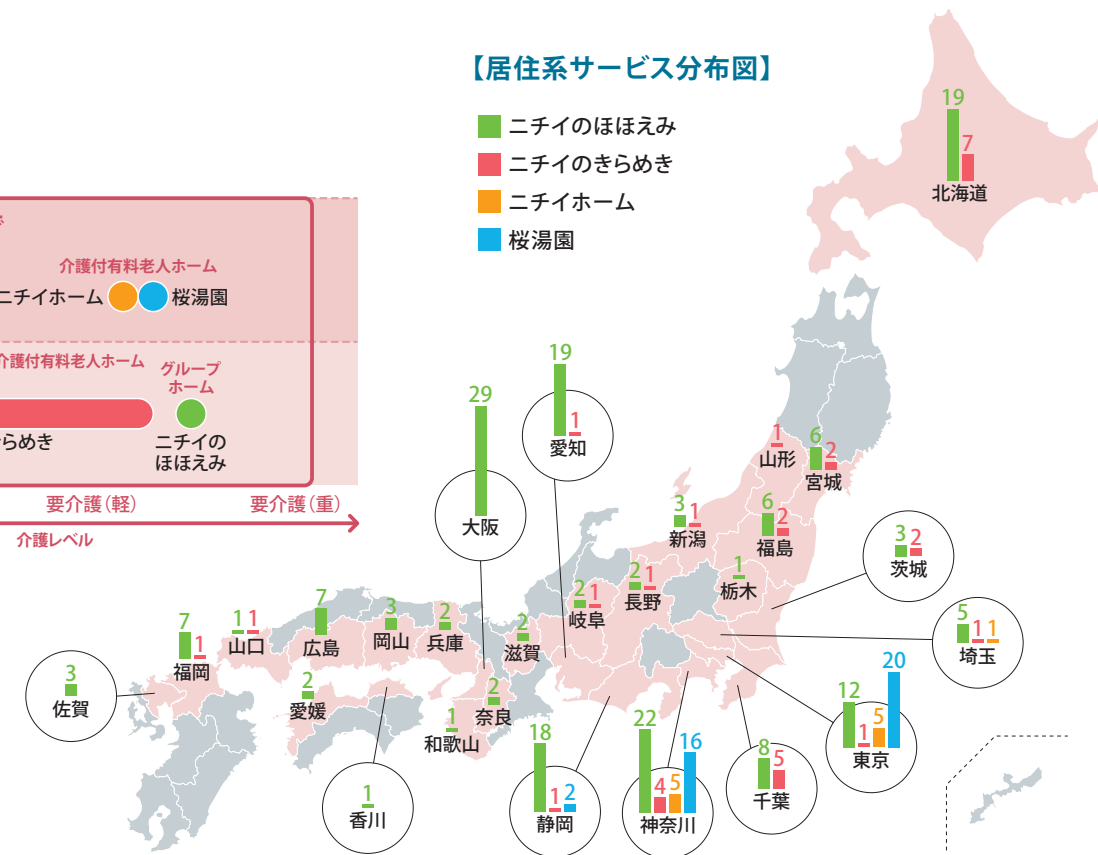 【居住系サービス分布図】
ニチイのほほえみ
ニチイのきらめき
ニチイホーム
桜湯園
介護付有料老人ホーム
ニチイホーム
桜湯園
介護付有料老人ホーム
グループ
ホーム
らめき
ニチイの
ほほえみ
要介護（軽）
要介護（重）
介護レベル
19
7
北海道
1
山形
6
2
宮城
3
1
新潟
6
2
福島
1
栃木
3
2
茨城
5
1
1
埼玉
12
1
5
20
東京
8
5
千葉
22
4
5
16
神奈川
18
1
2
静岡
19
1
愛知
29
大阪
2
1
長野
2
1
岐阜
2
滋賀
2
奈良
1
和歌山
2
兵庫
3
岡山
7
広島
1
1
山口
7
1
福岡
3
佐賀
2
愛媛
1
香川